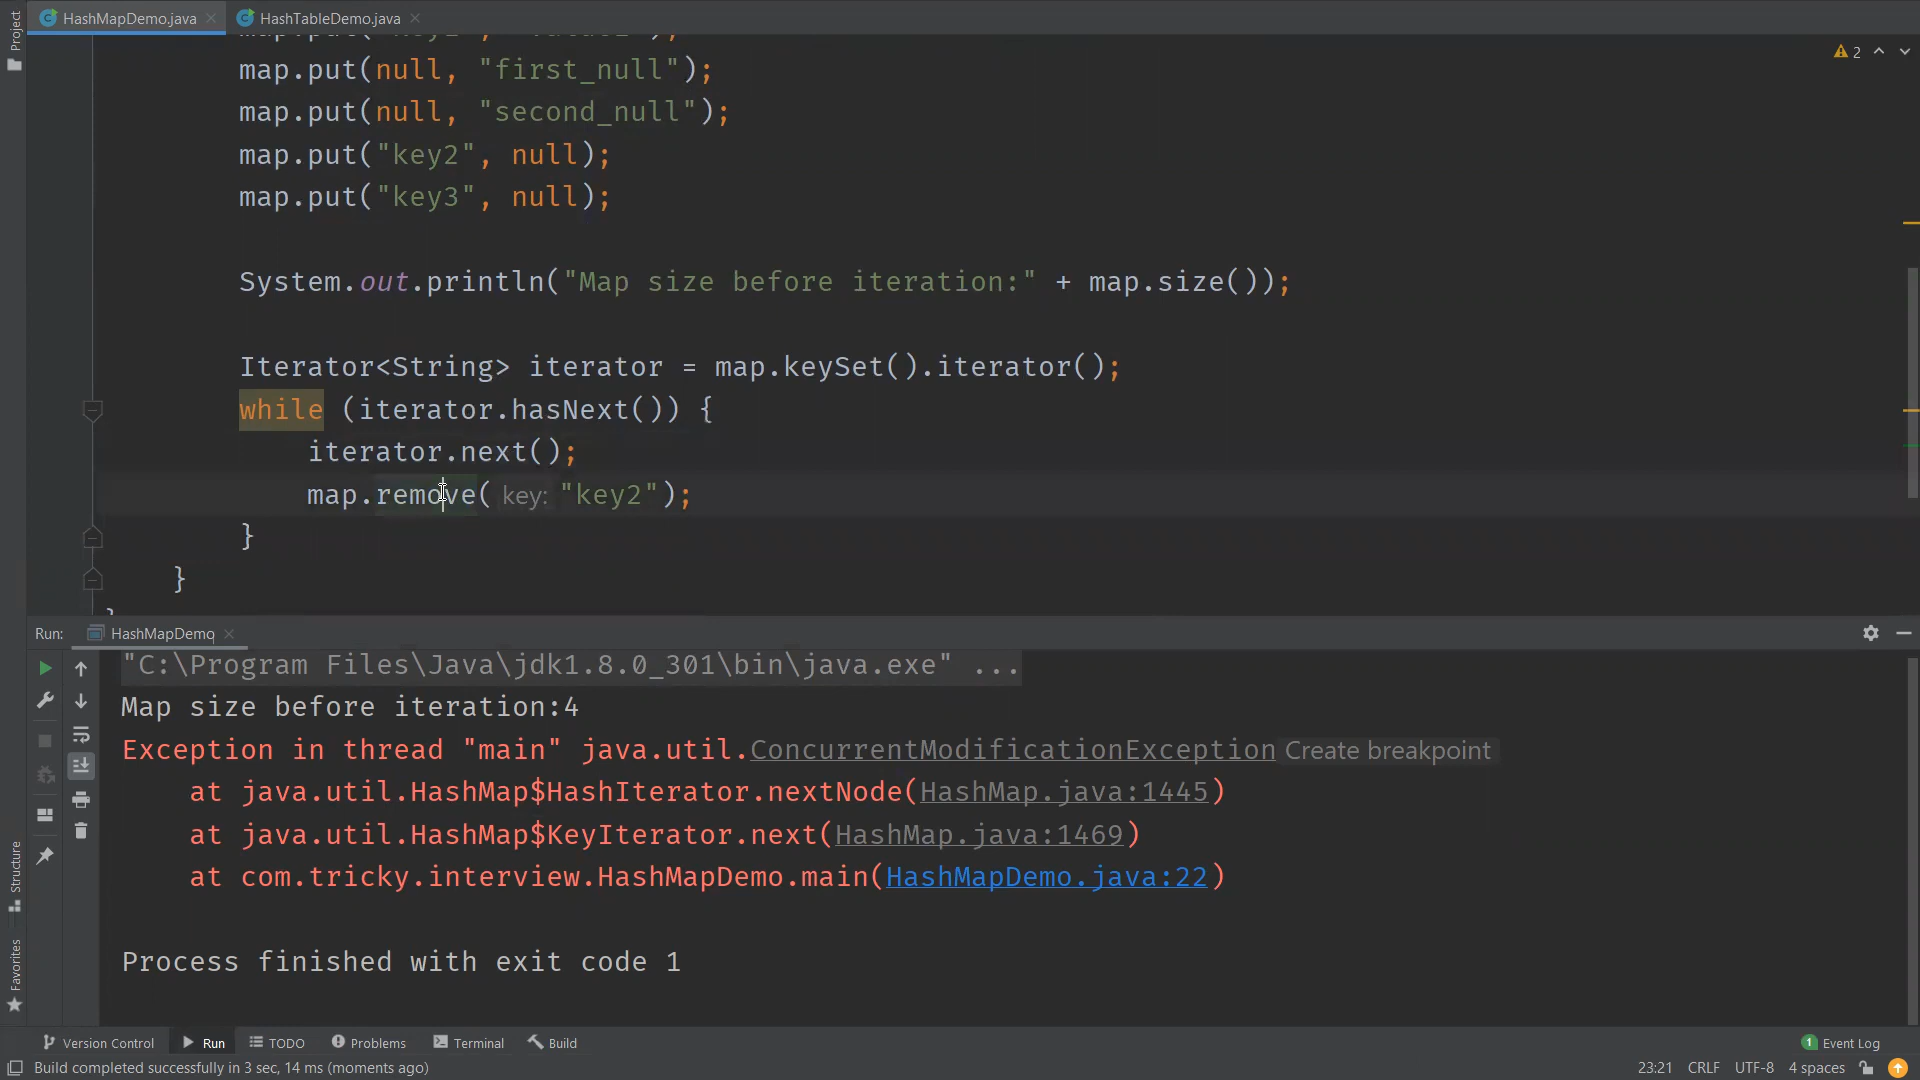 Project
HashMapDemo.java
HashTableDemo.java
map.put(null, "first_null");
map.put(null, "second_null");
map.put("key2", null);
map.put("key3", null);
System.out.println("Map size before iteration:" + map.size());
Iterator<String> iterator = map.keySet().iterator();
while (iterator.hasNext()) {
iterator.next();
map.remove( key: "key2");
}
}
2
Run: HashMapDemo
"C:\Program Files\Java\jdk1.8.0_301\bin\java.exe" ...
Map size before iteration:4
Exception in thread "main" java.util.ConcurrentModificationException Create breakpoint
at java.util.HashMap$HashIterator.nextNode(HashMap.java:1445)
at java.util.HashMap$KeyIterator.next(HashMap.java:1469)
at com.tricky.interview.HashMapDemo.main(HashMapDemo.java:22)
Process finished with exit code 1
Structure
Favorites
Version Control Run TODO Problems Terminal Build 1 Event Log
Build completed successfully in 3 sec, 14 ms (moments ago) 23:21 CRLF UTF-8 4 spaces